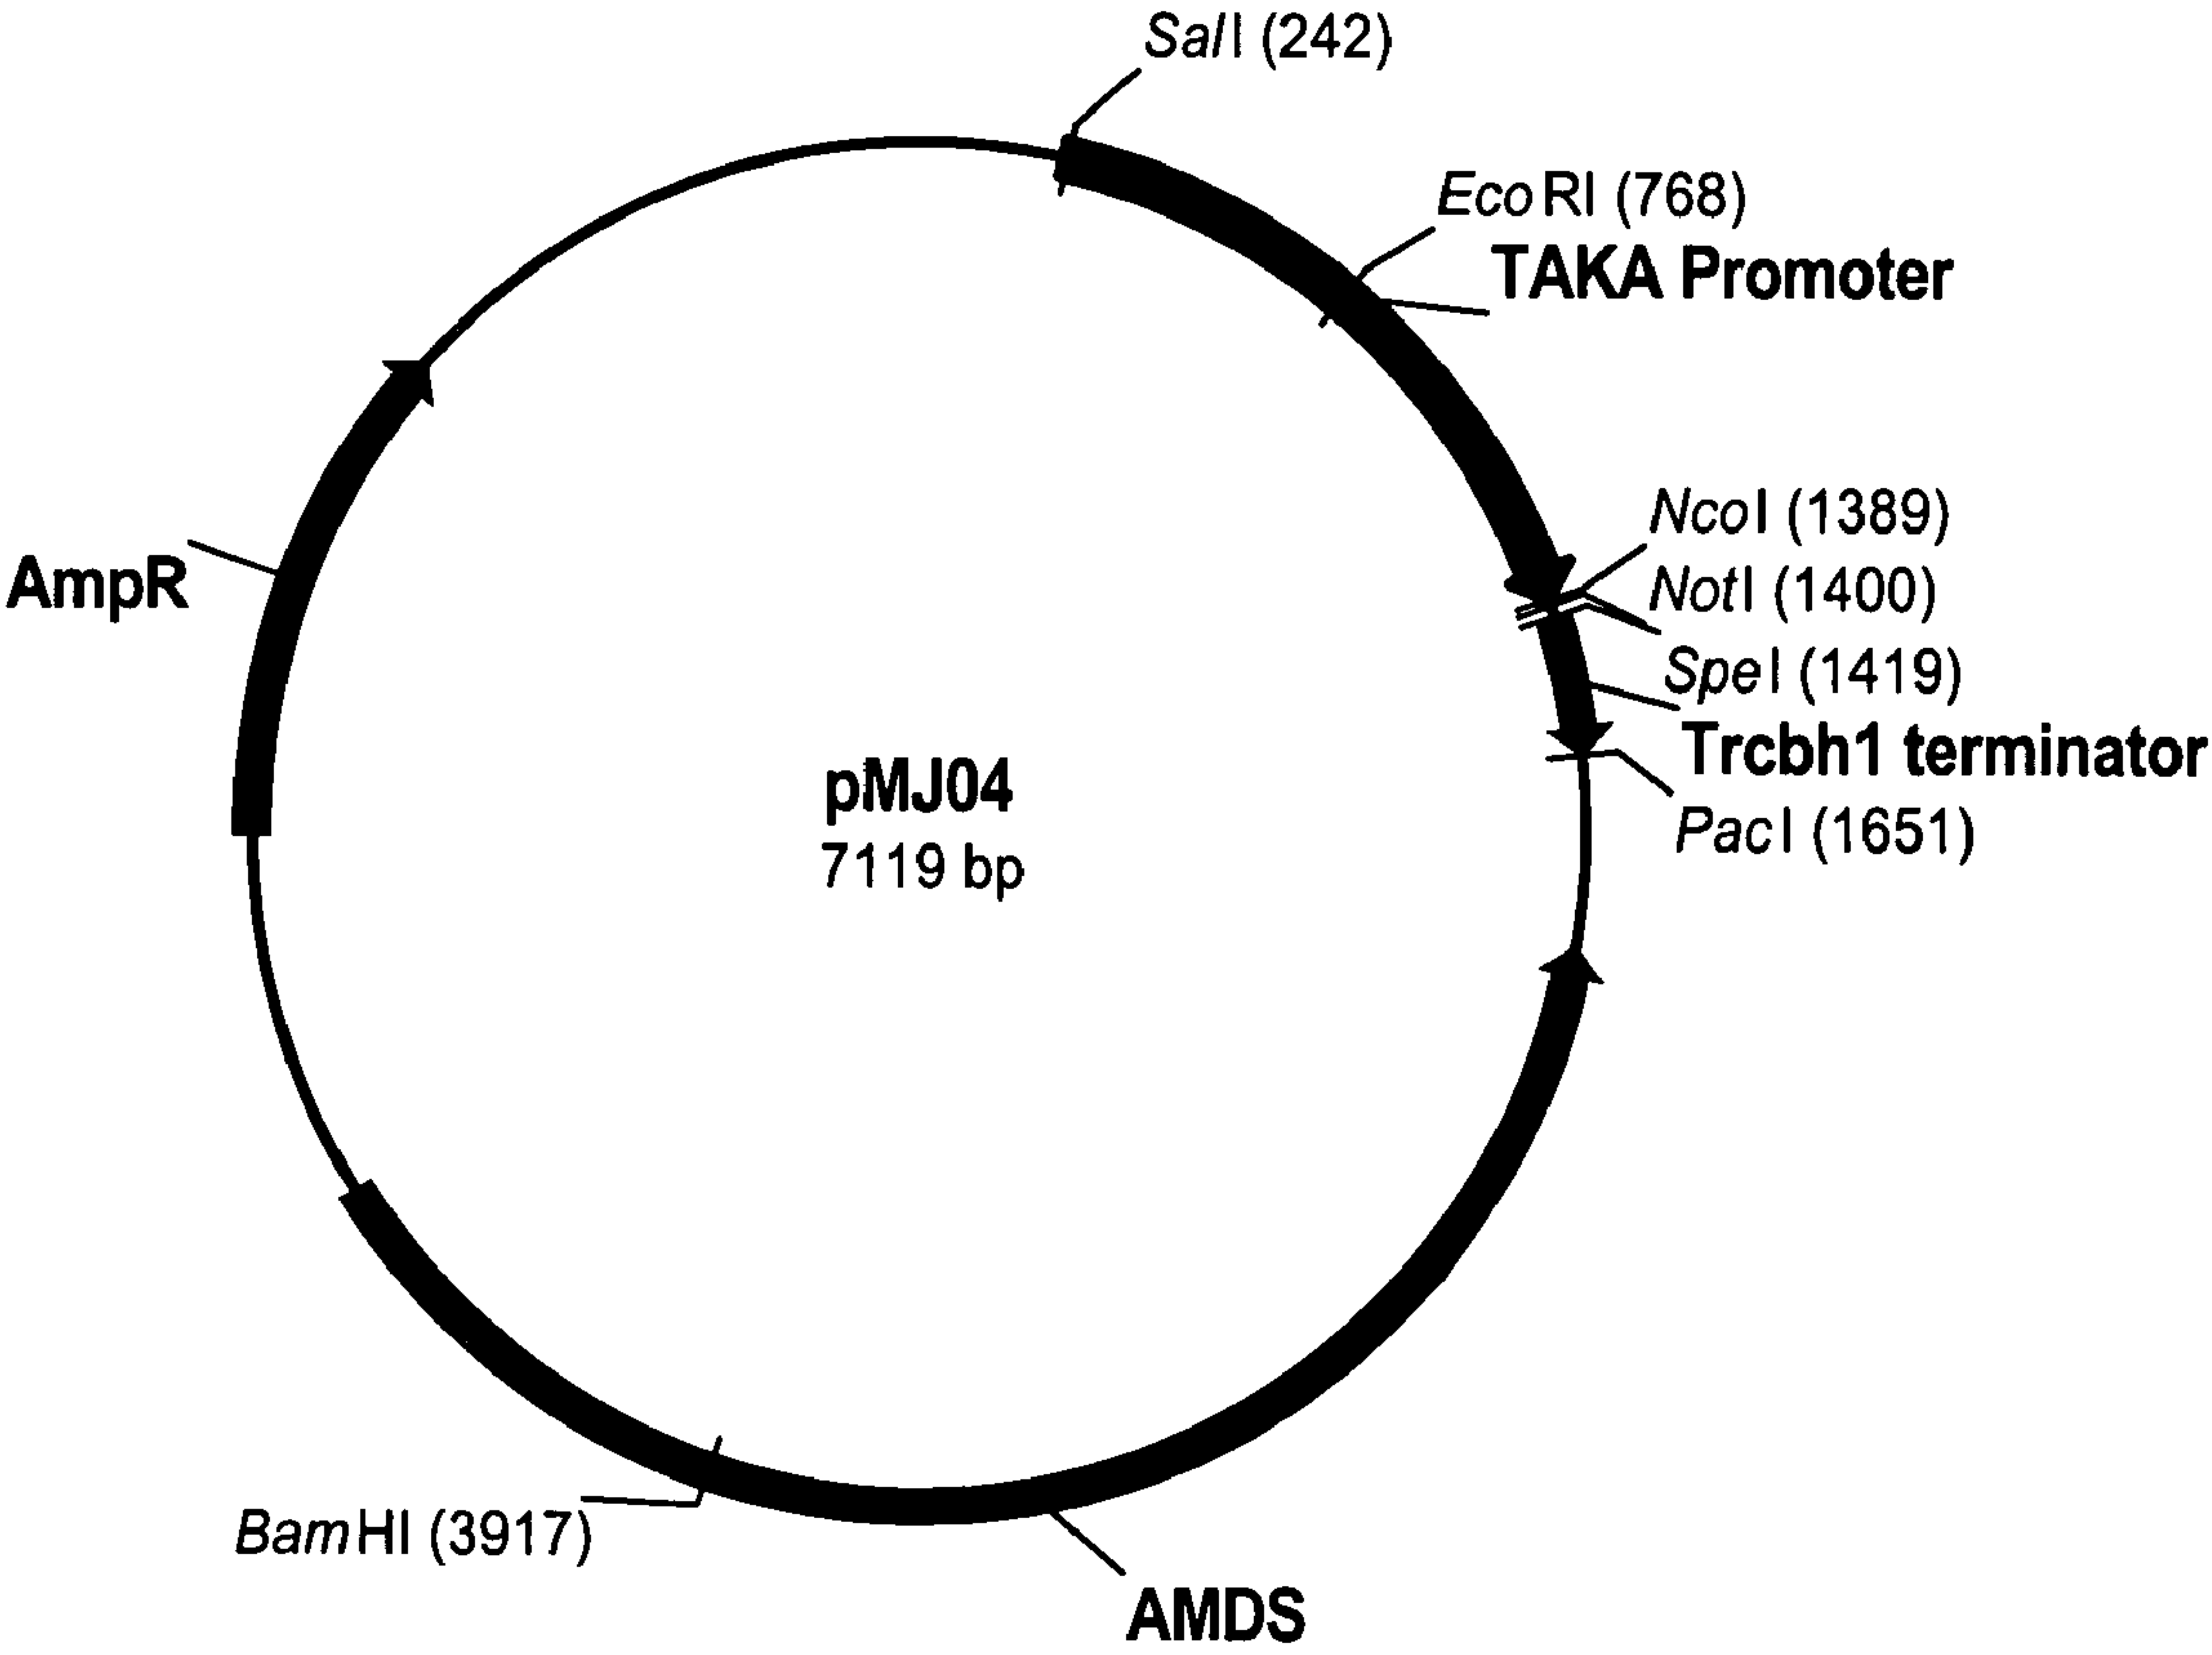 SalI (242)
EcoRI (768)
TAKA Promoter
NcoI (1389)
NotI (1400)
SpeI (1419)
Trcbh1 terminator
PacI (1651)
AmpR
pMJ04
7119 bp
BamHI (3917)
AMDS